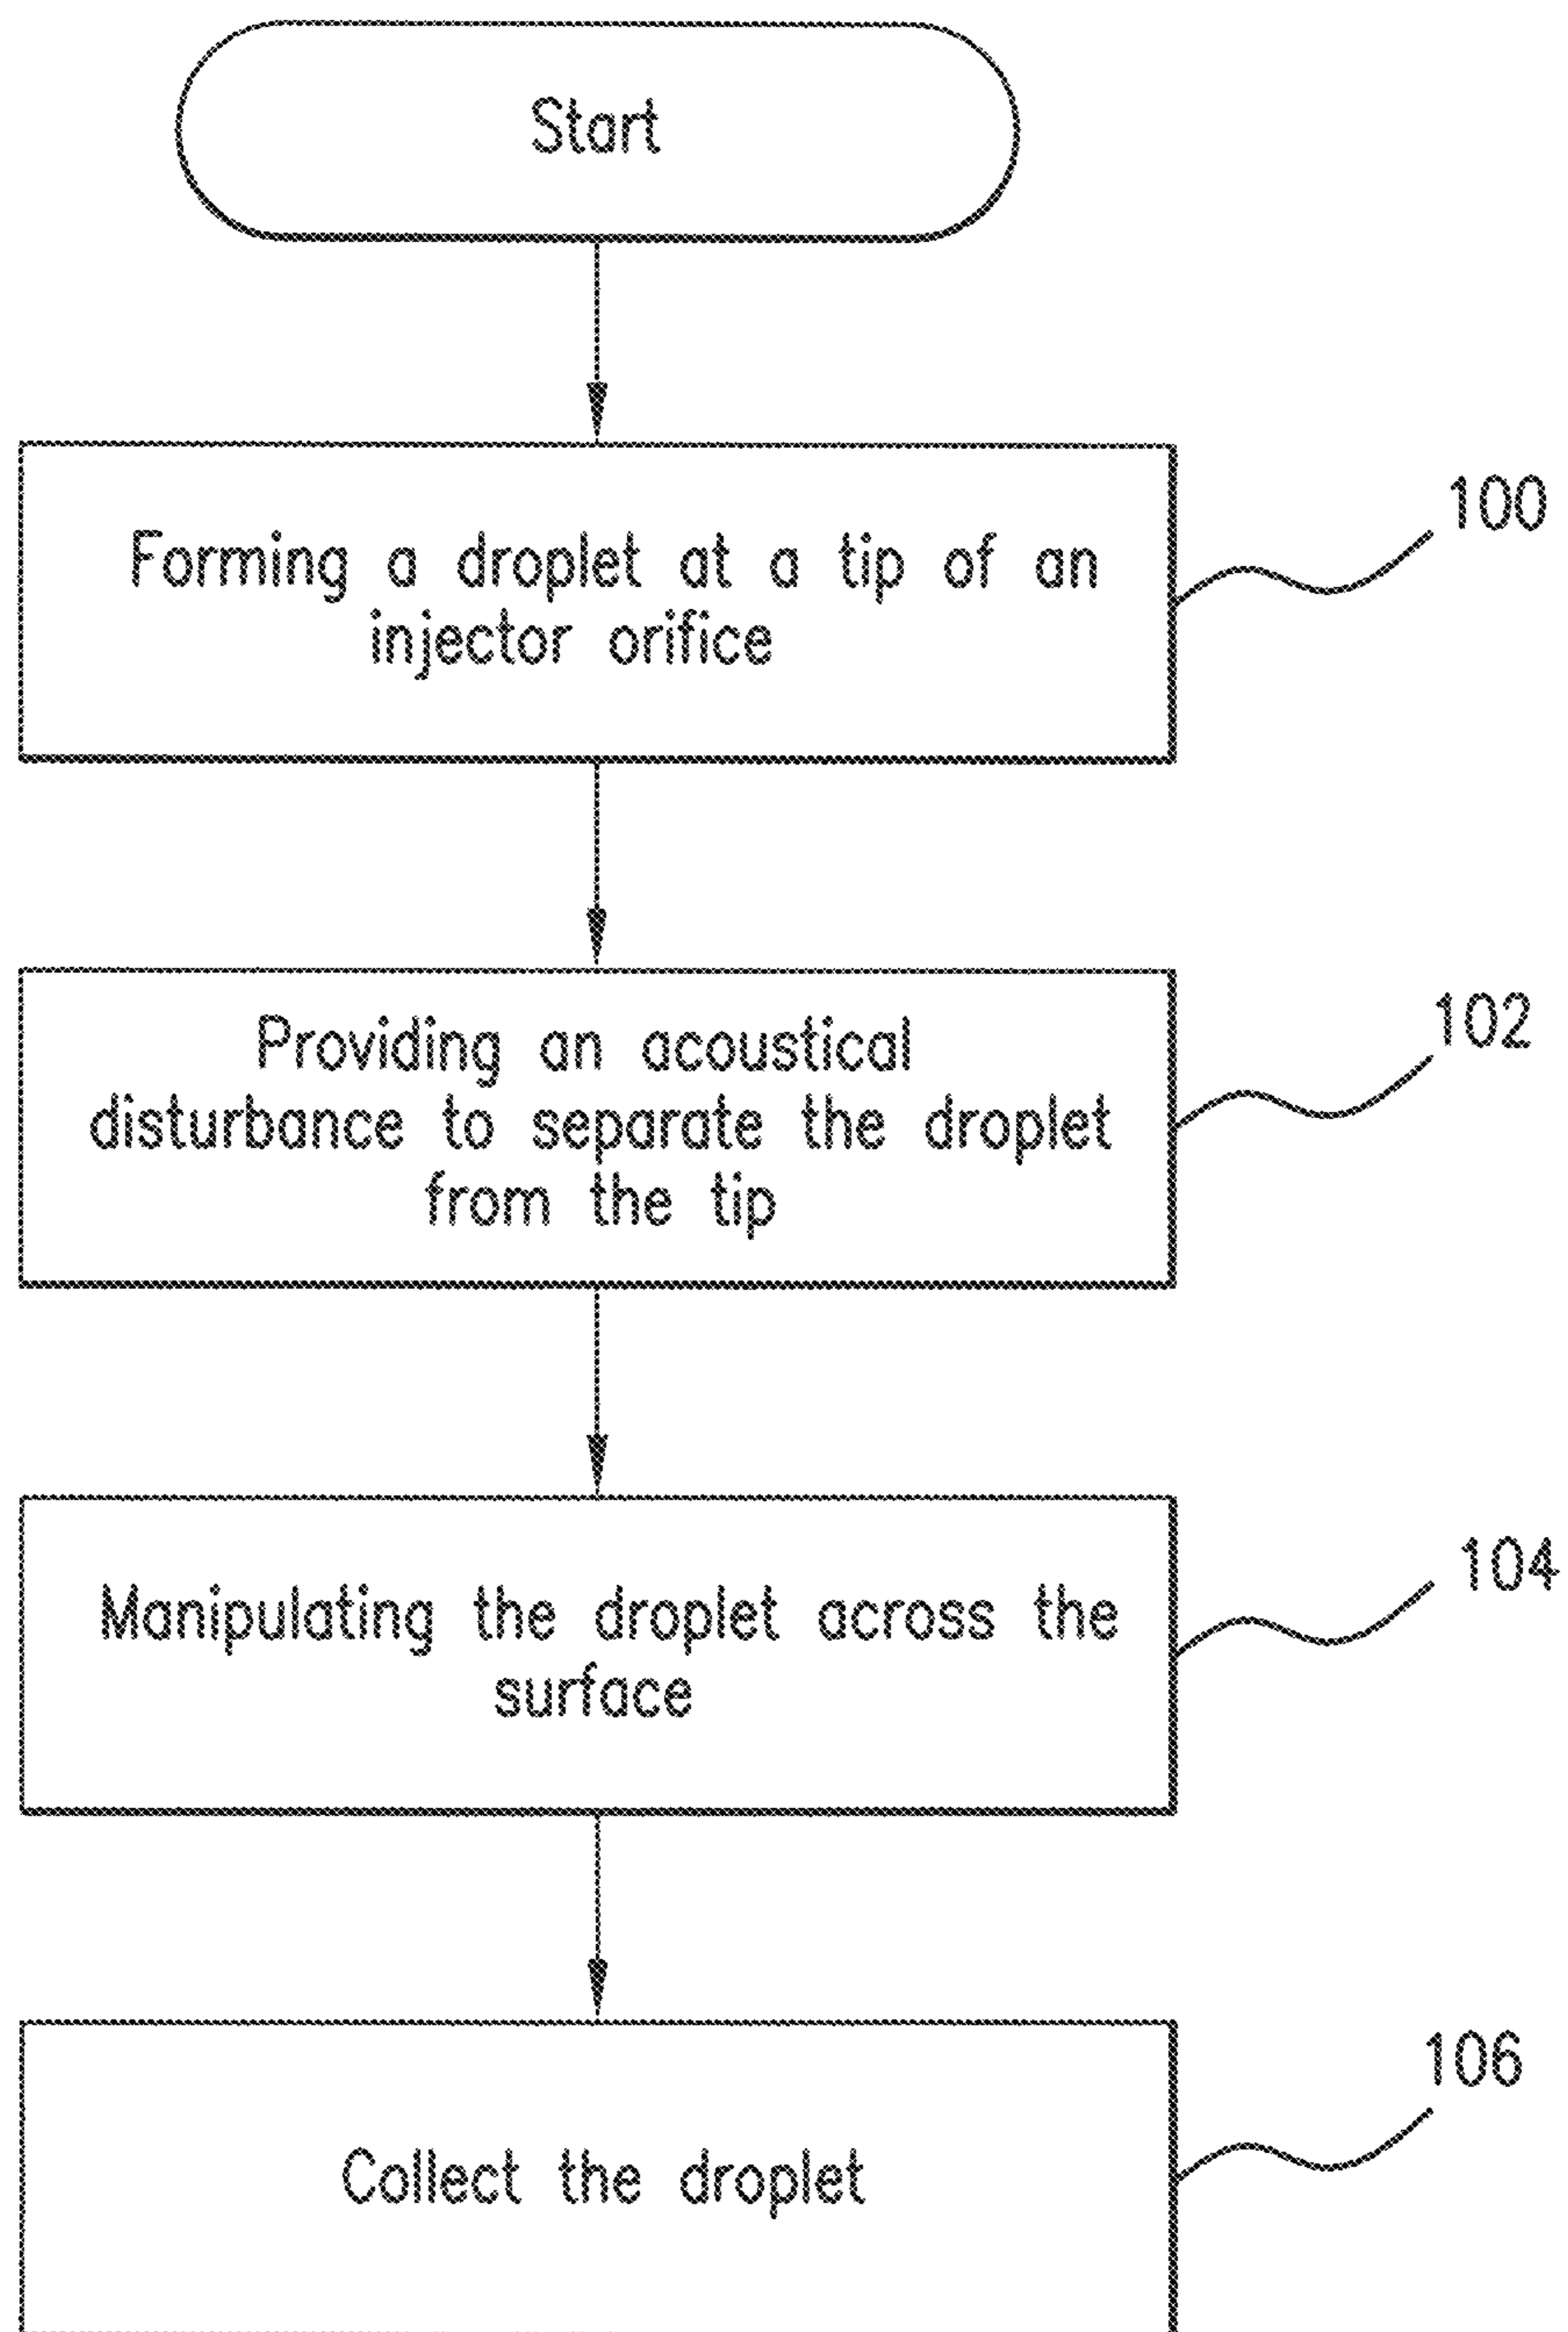 Start
100
Forming a droplet at a tip of an
injector orifice
102
Providing an acoustical
disturbance to separate the droplet
from the tip
104
Manipulating the droplet across the
surface
106
Collect the droplet